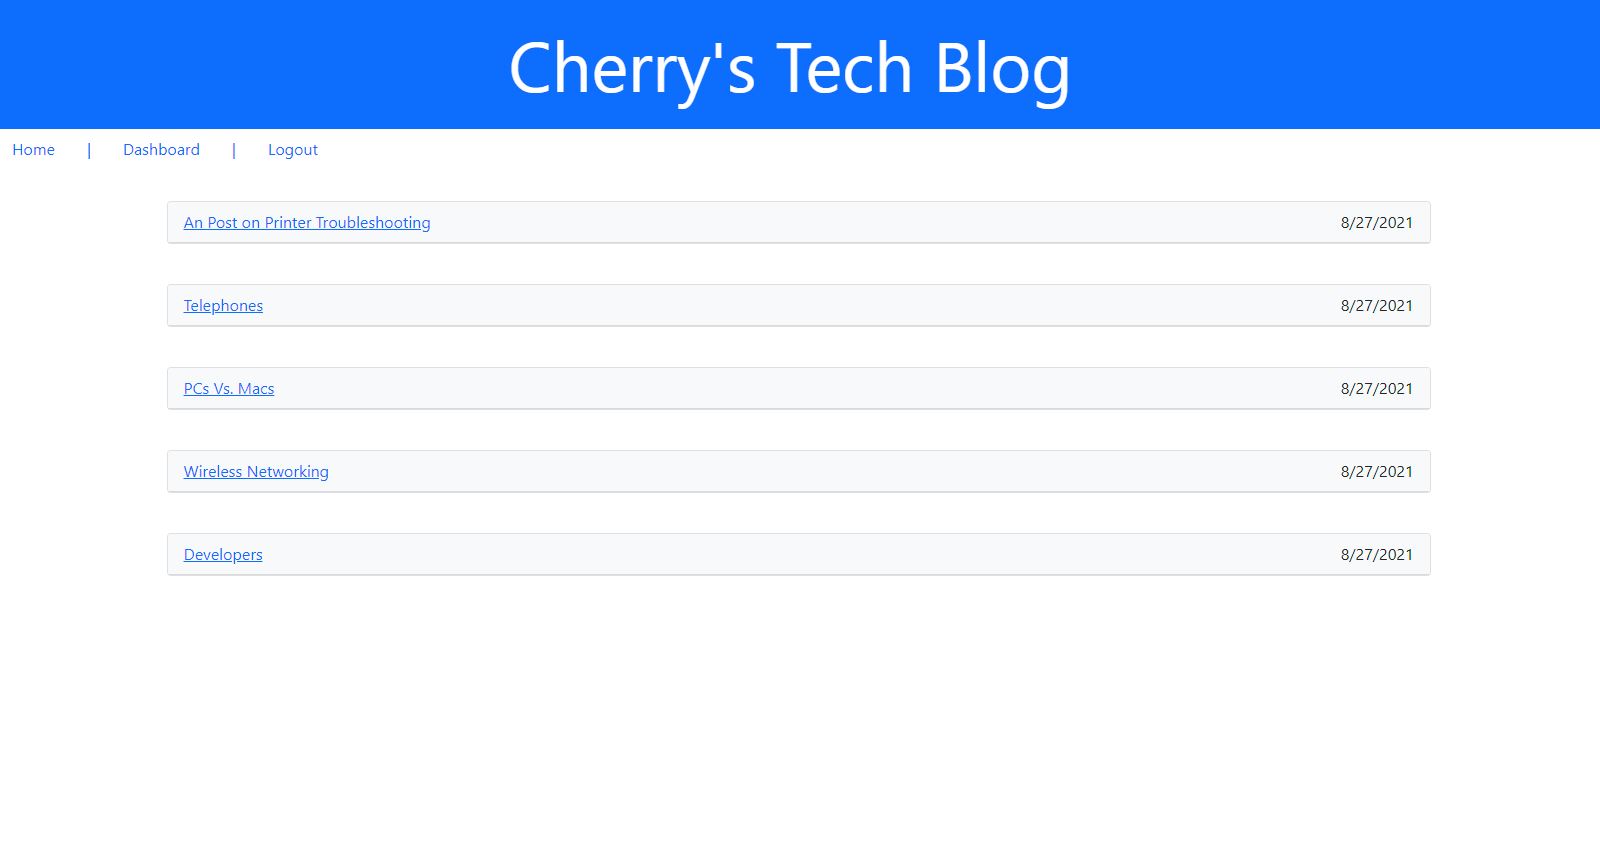 Cherry's Tech Blog
Home | Dashboard | Logout
An Post on Printer Troubleshooting 8/27/2021
Telephones 8/27/2021
PCs Vs. Macs 8/27/2021
Wireless Networking 8/27/2021
Developers 8/27/2021